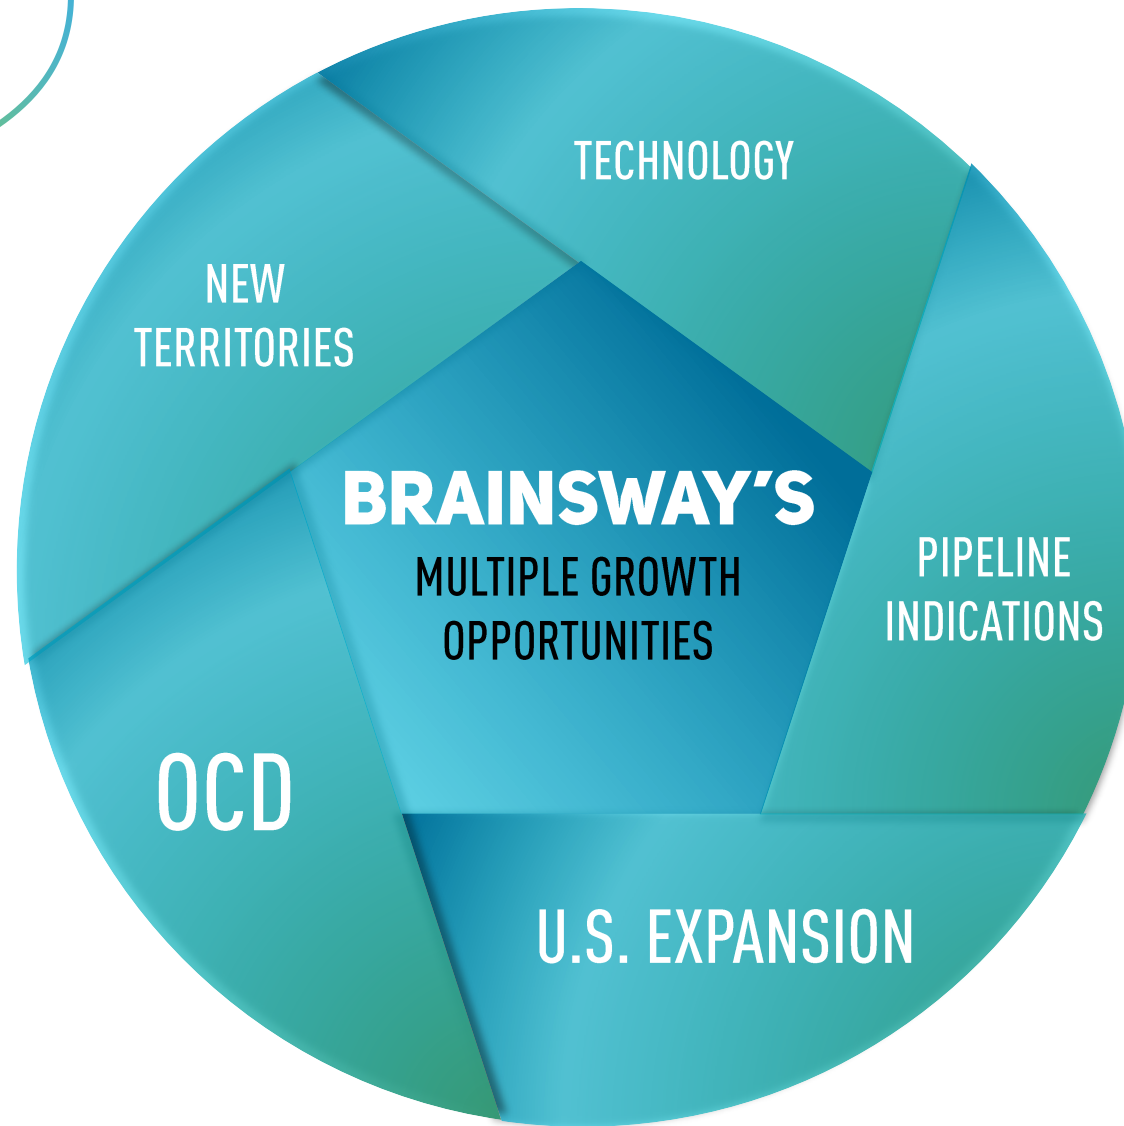 TECHNOLOGY
NEW
TERRITORIES
BRAINSWAY'S
MULTIPLE GROWTH
OPPORTUNITIES
PIPELINE
INDICATIONS
OCD
U.S. EXPANSION